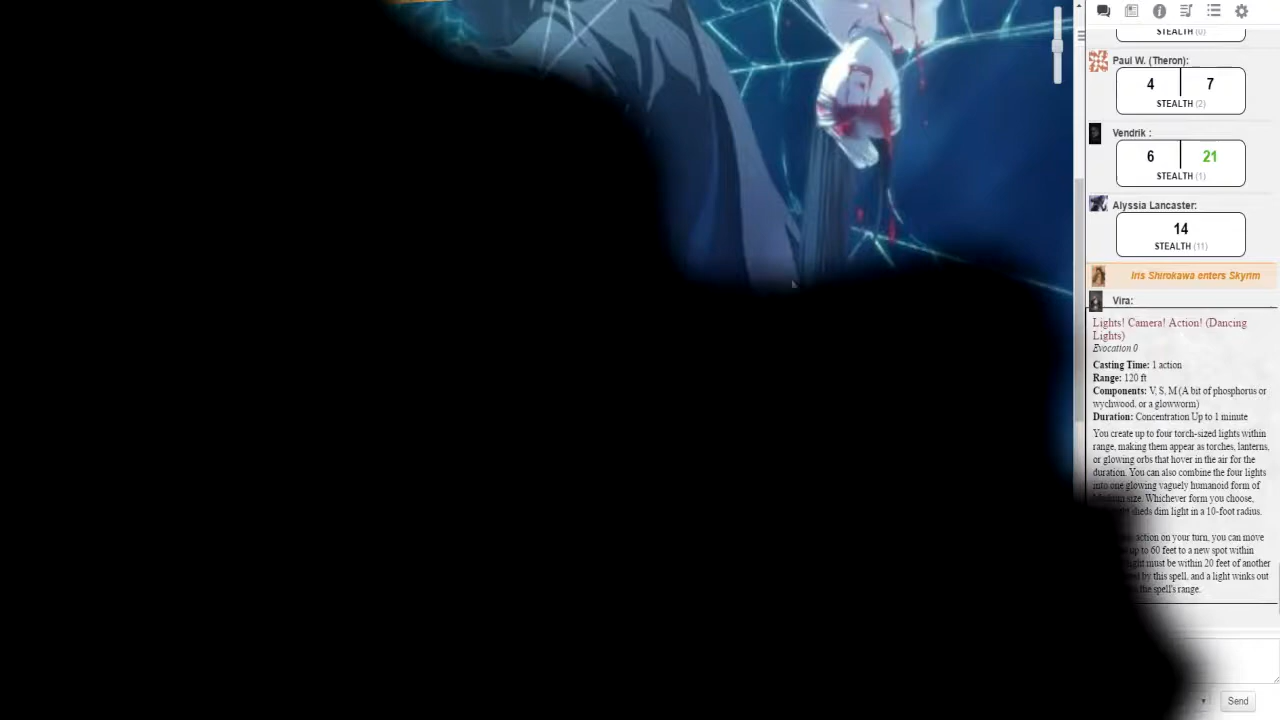 STEALTH (0)
Paul W. (Theron):
4 7
STEALTH (2)
Vendrik :
6 21
STEALTH (1)
Alyssia Lancaster:
14
STEALTH (11)
Iris Shirokawa enters Skyrim
Vira:
Lights! Camera! Action! (Dancing
Lights)
Evocation 0
Casting Time: 1 action
Range: 120 ft
Components: V, S, M (A bit of phosphorus or
wychwood, or a glowworm)
Duration: Concentration Up to 1 minute
You create up to four torch-sized lights within
range, making them appear as torches, lanterns,
or glowing orbs that hover in the air for the
duration. You can also combine the four lights
into one glowing vaguely humanoid form of
Medium size. Whichever form you choose,
sheds dim light in a 10-foot radius.
action on your turn, you can move
up to 60 feet to a new spot within
must be within 20 feet of another
by this spell, and a light winks out
the spell's range.
Send